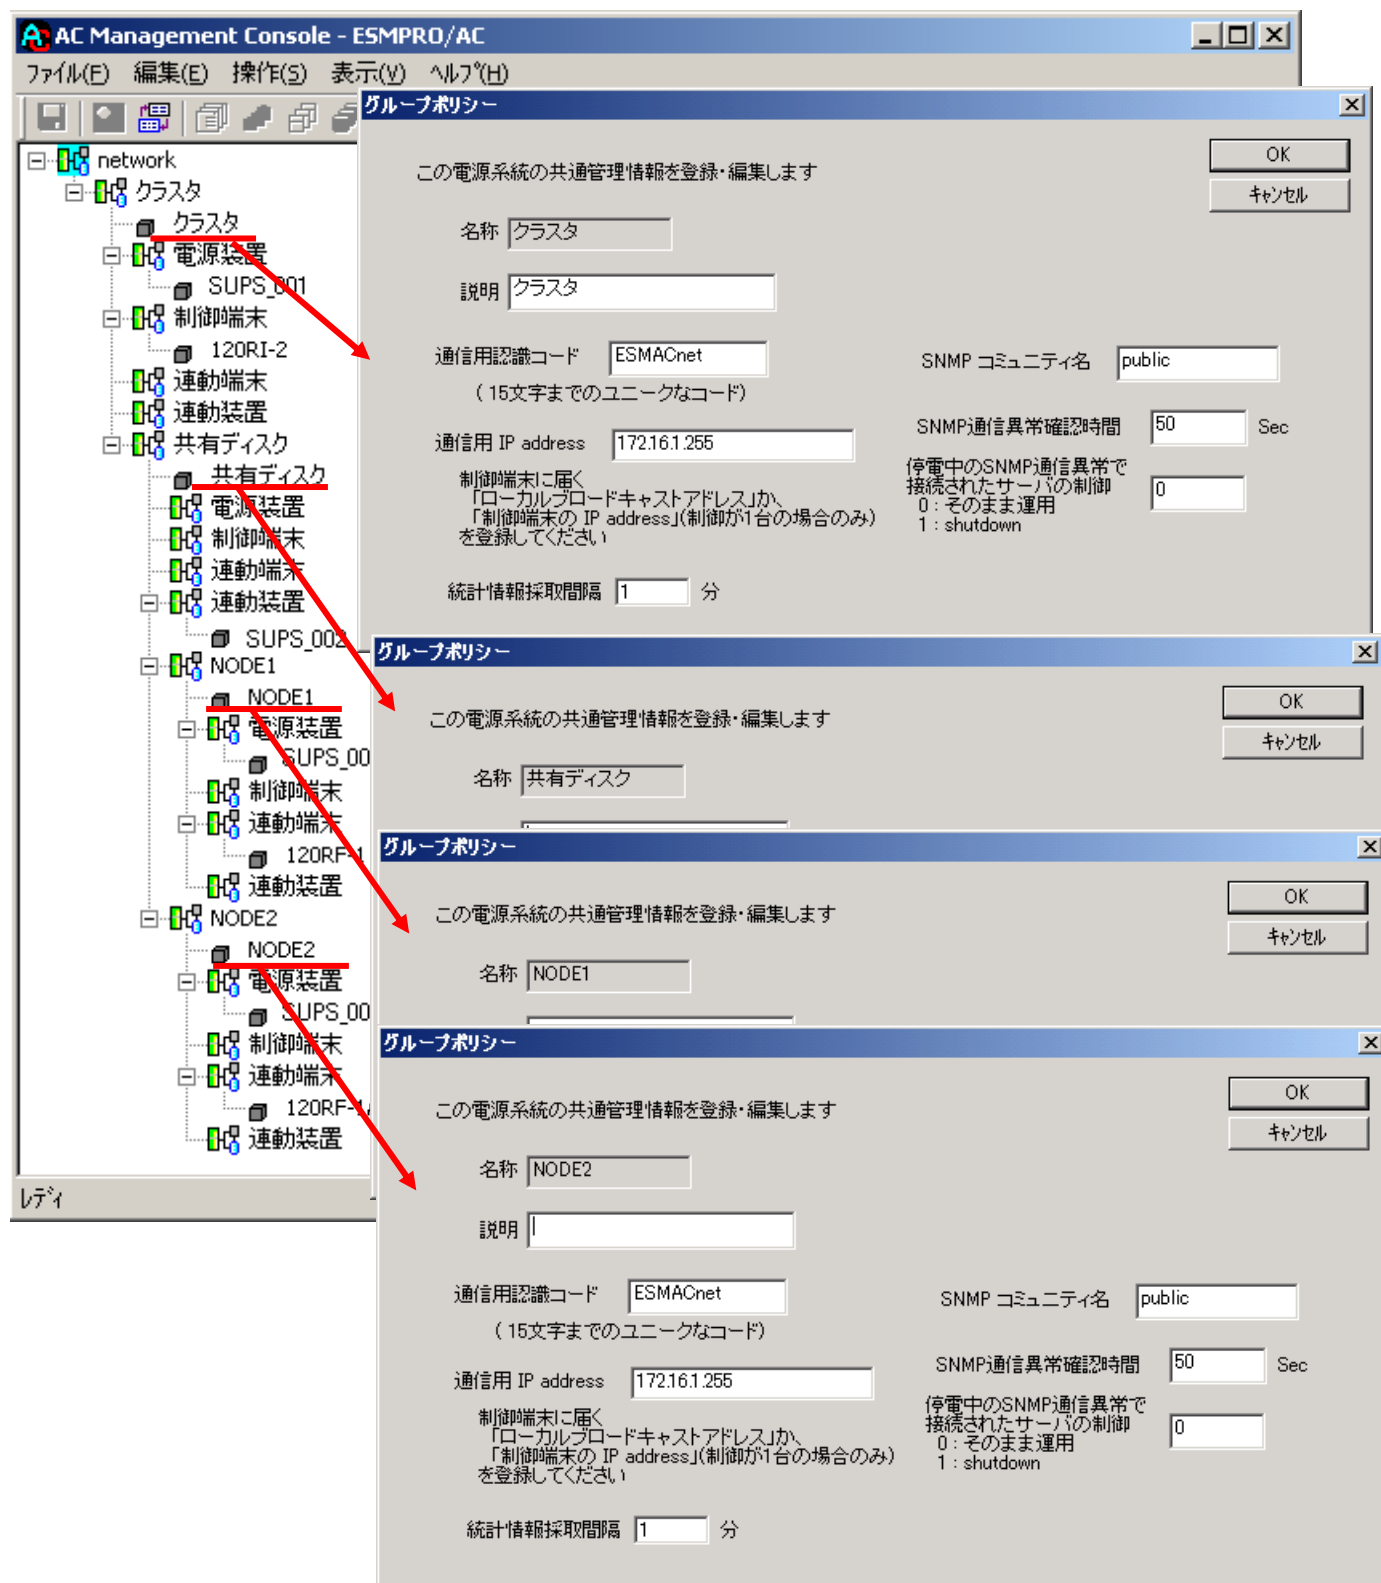 AC Management Console - ESMPRO/AC
ファイル(F) 編集(E) 操作(S) 表示(V) ヘルプ(H)
network
クラスタ
クラスタ
電源装置
SUPS_001
制御端末
120RI-2
連動端末
連動装置
共有ディスク
共有ディスク
電源装置
制御端末
連動端末
連動装置
SUPS_002
NODE1
NODE1
電源装置
SUPS_00
制御端末
連動端末
120RF-1
連動装置
NODE2
NODE2
電源装置
SUPS_00
制御端末
連動端末
120RF-1
連動装置
レディ
グループポリシー
この電源系統の共通管理情報を登録・編集します
OK
キャンセル
名称 クラスタ
説明 クラスタ
通信用認識コード ESMACnet
(15文字までのユニークなコード)
通信用 IP address 172.16.1.255
制御端末に届く
「ローカルブロードキャストアドレス」か、
「制御端末の IP address」(制御が1台の場合のみ)
を登録してください
統計情報採取間隔 1 分
SNMP コミュニティ名 public
SNMP通信異常確認時間 50 Sec
停電中のSNMP通信異常で
接続されたサーバの制御 0
0:そのまま運用
1:shutdown
グループポリシー
この電源系統の共通管理情報を登録・編集します
OK
キャンセル
名称 共有ディスク
グループポリシー
この電源系統の共通管理情報を登録・編集します
OK
キャンセル
名称 NODE1
グループポリシー
この電源系統の共通管理情報を登録・編集します
OK
キャンセル
名称 NODE2
説明
通信用認識コード ESMACnet
(15文字までのユニークなコード)
通信用 IP address 172.16.1.255
制御端末に届く
「ローカルブロードキャストアドレス」か、
「制御端末の IP address」(制御が1台の場合のみ)
を登録してください
統計情報採取間隔 1 分
SNMP コミュニティ名 public
SNMP通信異常確認時間 50 Sec
停電中のSNMP通信異常で
接続されたサーバの制御 0
0:そのまま運用
1:shutdown